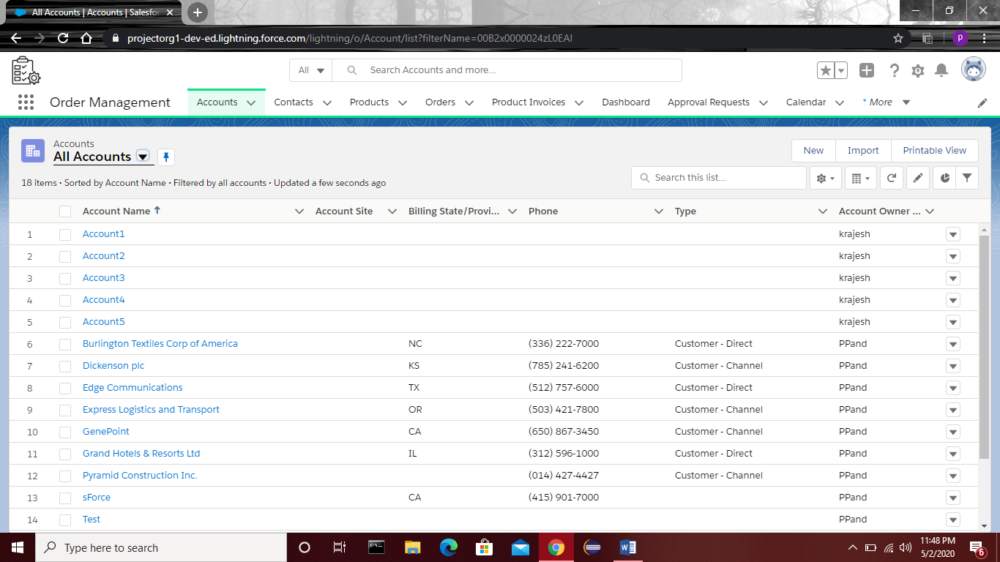 All Accounts | Accounts | Salesfor
projectorg1-dev-ed.lightning.force.com/lightning/o/Account/list?filterName=00B2x0000024zL0EAI
P
All Search Accounts and more...
Order Management Accounts Contacts Products Orders Product Invoices Dashboard Approval Requests Calendar * More
Accounts
All Accounts
New Import Printable View
18 items • Sorted by Account Name • Filtered by all accounts • Updated a few seconds ago
Search this list...
Account Name Account Site Billing State/Provi... Phone Type Account Owner ...
1 Account1 krajesh
2 Account2 krajesh
3 Account3 krajesh
4 Account4 krajesh
5 Account5 krajesh
6 Burlington Textiles Corp of America NC (336) 222-7000 Customer - Direct PPand
7 Dickenson plc KS (785) 241-6200 Customer - Channel PPand
8 Edge Communications TX (512) 757-6000 Customer - Direct PPand
9 Express Logistics and Transport OR (503) 421-7800 Customer - Channel PPand
10 GenePoint CA (650) 867-3450 Customer - Channel PPand
11 Grand Hotels & Resorts Ltd IL (312) 596-1000 Customer - Direct PPand
12 Pyramid Construction Inc. (014) 427-4427 Customer - Channel PPand
13 sForce CA (415) 901-7000 PPand
14 Test PPand
Type here to search
11:48 PM
5/2/2020
6